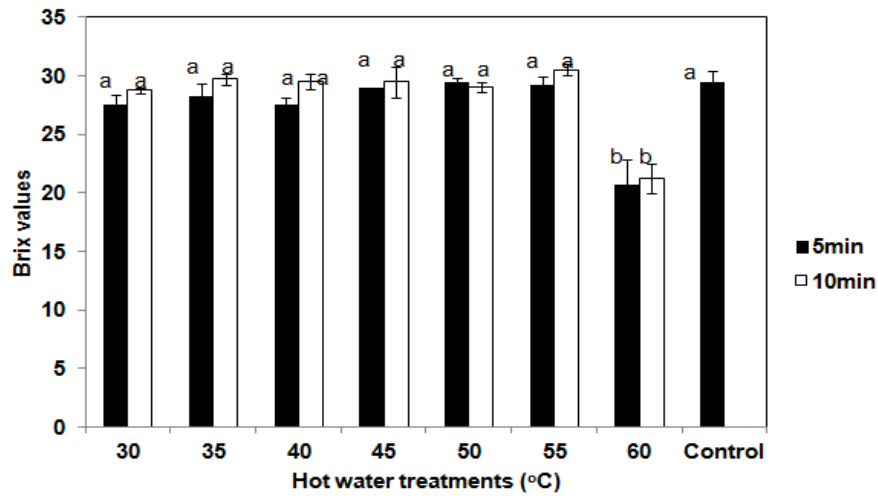 35
30
25
20
15
10
5
0
Brix values
a a a a a a a a a a a a b b a
30 35 40 45 50 55 60 Control
Hot water treatments (°C)
5min
10min